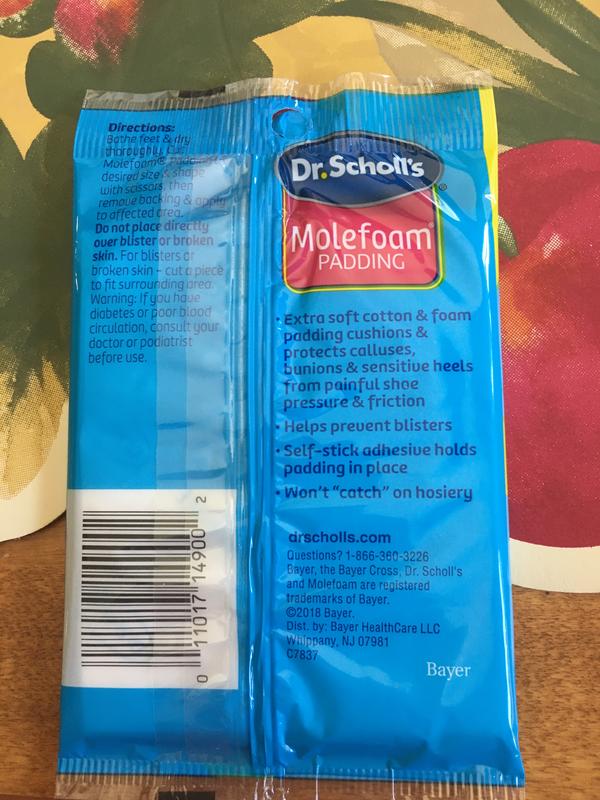 Directions:
Bathe feet & dry
thoroughly. Cut
Molefoam® Padding to
desired size & shape
with scissors, then
remove backing & apply
to affected area.
Do not place directly
over blister or broken
skin. For blisters or
broken skin – cut a piece
to fit surrounding area.
Warning: If you have
diabetes or poor blood
circulation, consult your
doctor or podiatrist
before use.
0 11017 14900 2
Dr.Scholl's®
Molefoam®
PADDING
• Extra soft cotton & foam
padding cushions &
protects calluses,
bunions & sensitive heels
from painful shoe
pressure & friction
• Helps prevent blisters
• Self-stick adhesive holds
padding in place
• Won't "catch" on hosiery
drscholls.com
Questions? 1-866-360-3226
Bayer, the Bayer Cross, Dr. Scholl's
and Molefoam are registered
trademarks of Bayer.
©2018 Bayer.
Dist. by: Bayer HealthCare LLC
Whippany, NJ 07981
C7837
Bayer